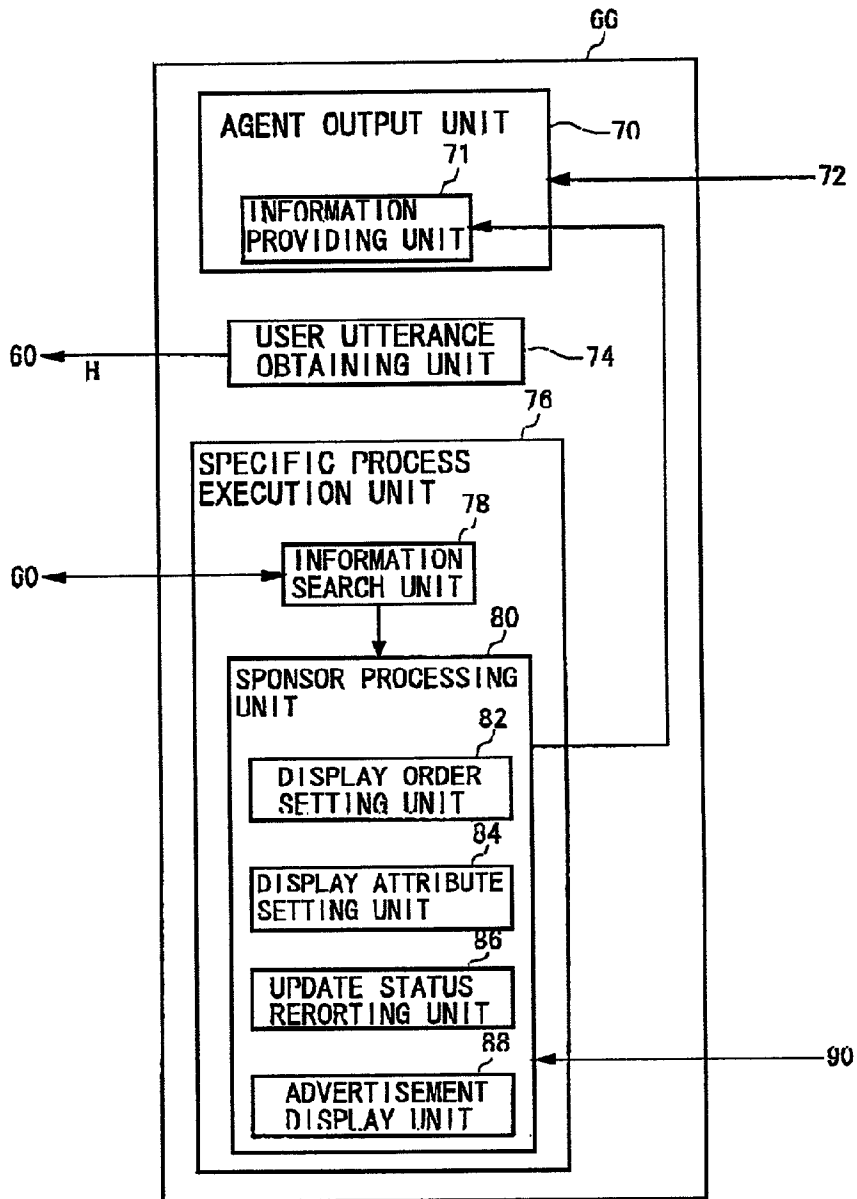 66
AGENT OUTPUT UNIT
70
71
72
INFORMATION
PROVIDING UNIT
USER UTTERANCE
OBTAINING UNIT
60
H
74
76
SPECIFIC PROCESS
EXECUTION UNIT
78
60
INFORMATION
SEARCH UNIT
80
SPONSOR PROCESSING
UNIT
82
DISPLAY ORDER
SETTING UNIT
84
DISPLAY ATTRIBUTE
SETTING UNIT
86
UPDATE STATUS
RERORTING UNIT
88
90
ADVERTISEMENT
DISPLAY UNIT